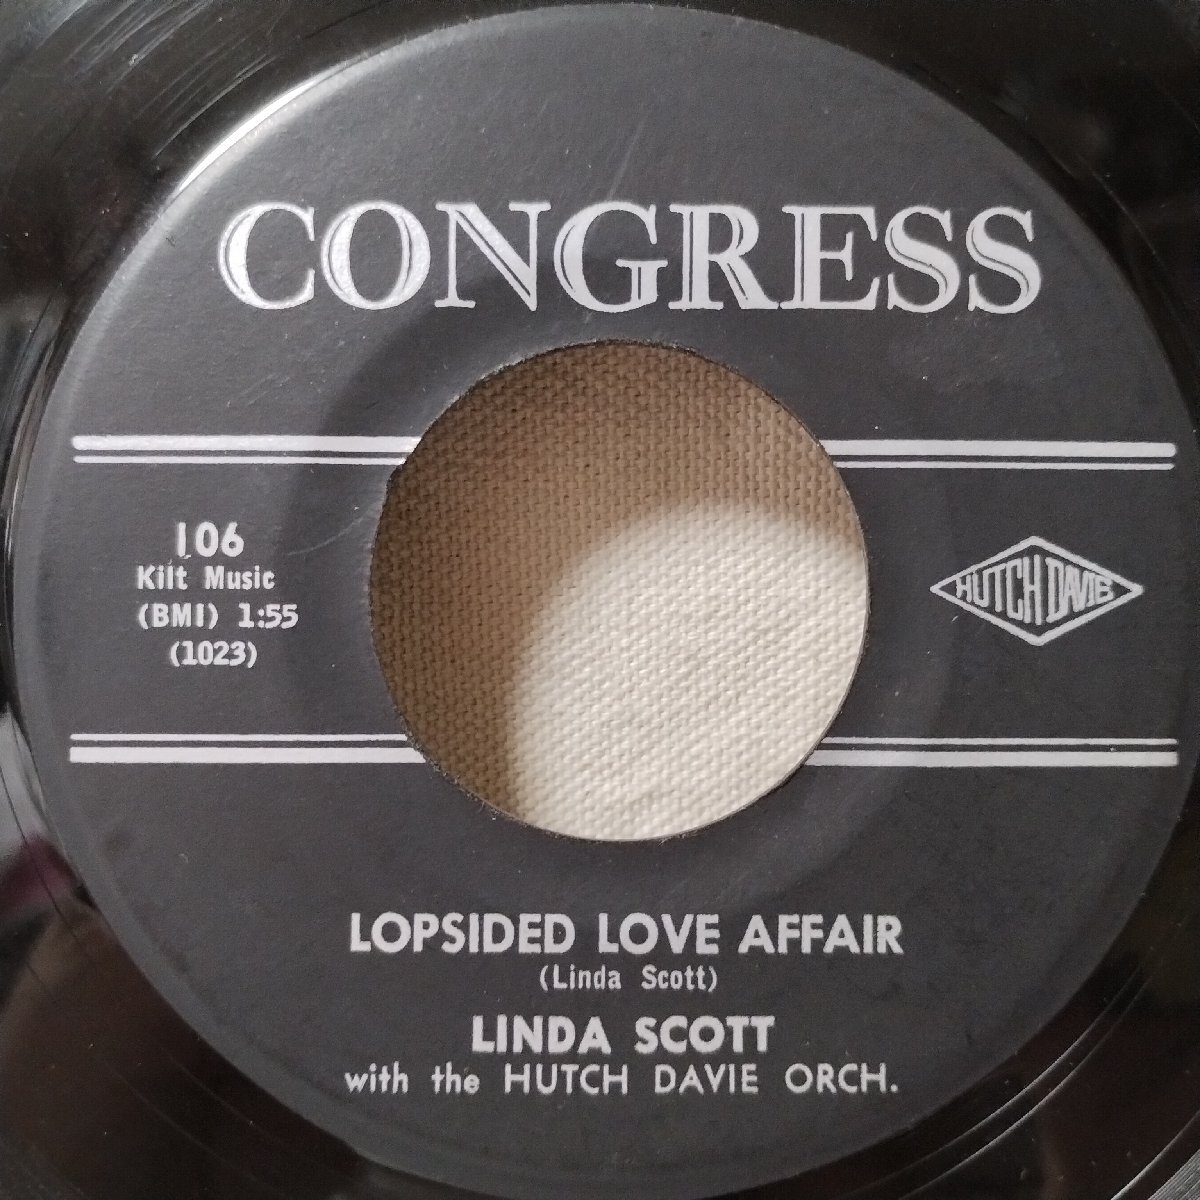 CONGRESS
106
Kilt Music
(BMI) 1:55
(1023)
HUTCH DAVIE
LOPSIDED LOVE AFFAIR
(Linda Scott)
LINDA SCOTT
with the HUTCH DAVIE ORCH.